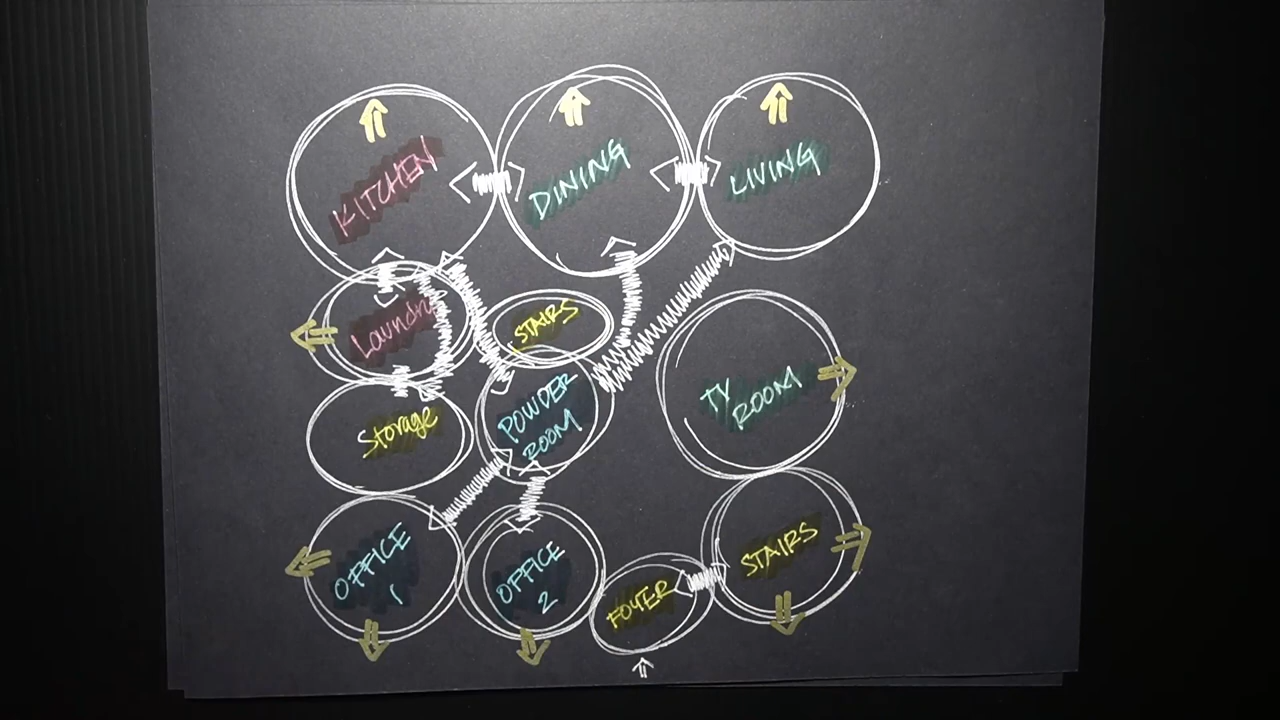 KITCHEN
DINING
LIVING
Laundry
STAIRS
TV
ROOM
Storage
POWDER
ROOM
OFFICE
1
OFFICE
2
FOYER
STAIRS